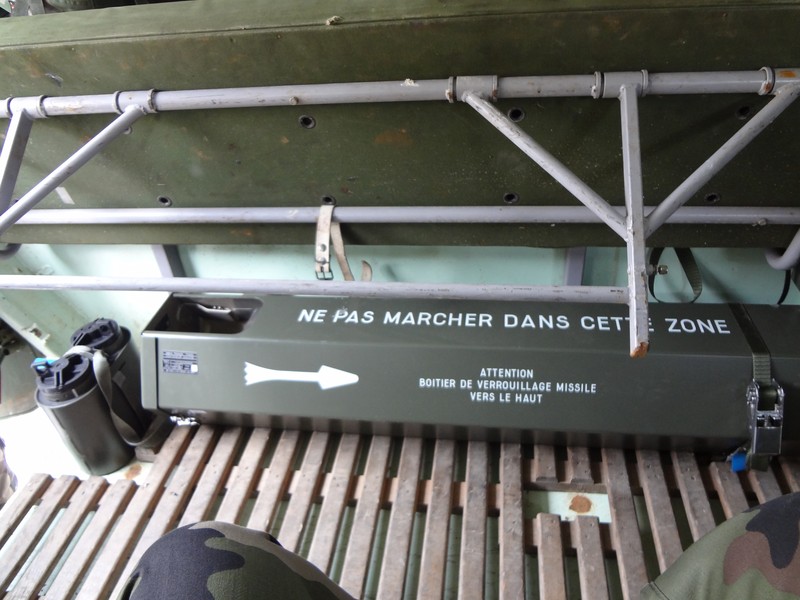 NE PAS MARCHER DANS CETTE ZONE
ATTENTION
BOITIER DE VERROUILLAGE MISSILE
VERS LE HAUT